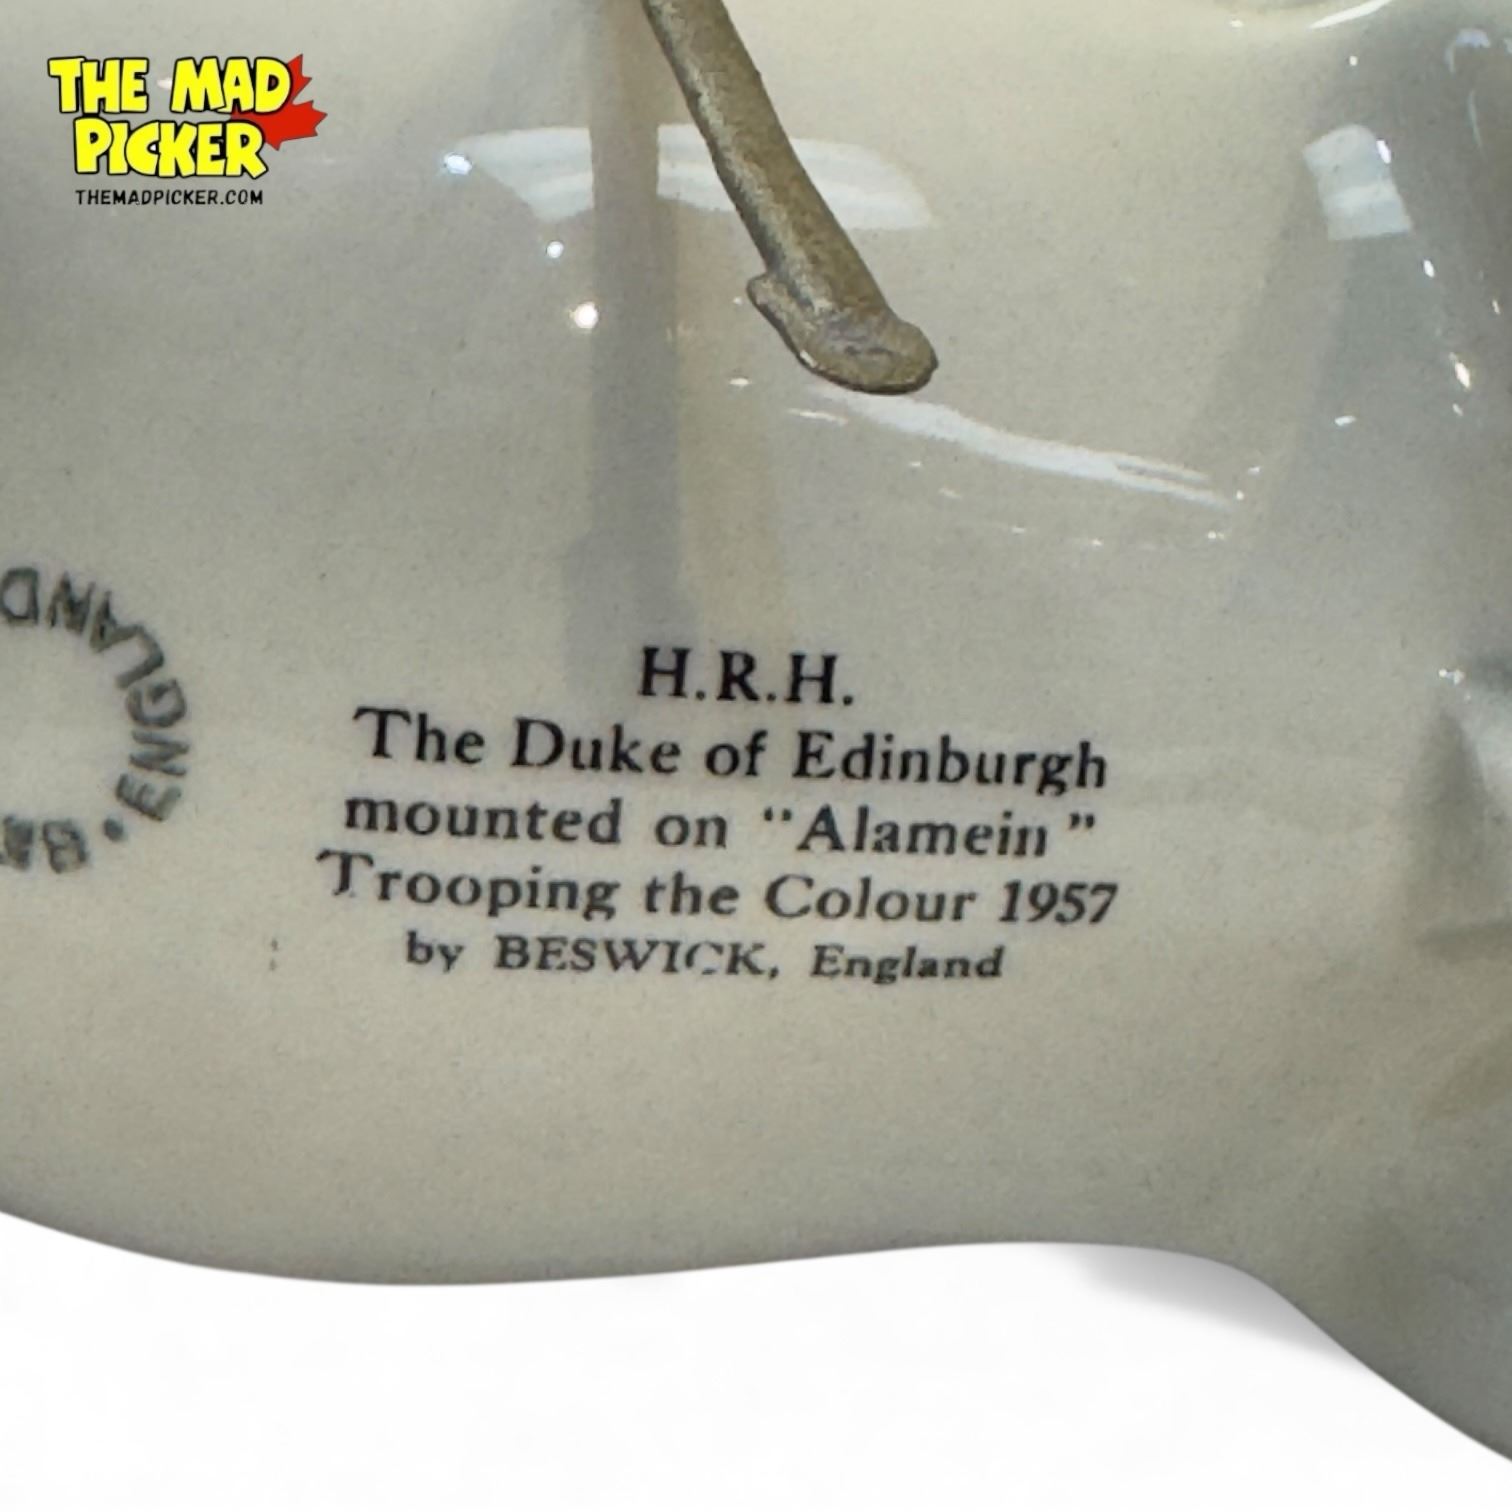 THE MAD
PICKER
THEMADPICKER.COM
ENGLAND
H.R.H.
The Duke of Edinburgh
mounted on "Alamein"
Trooping the Colour 1957
by BESWICK, England